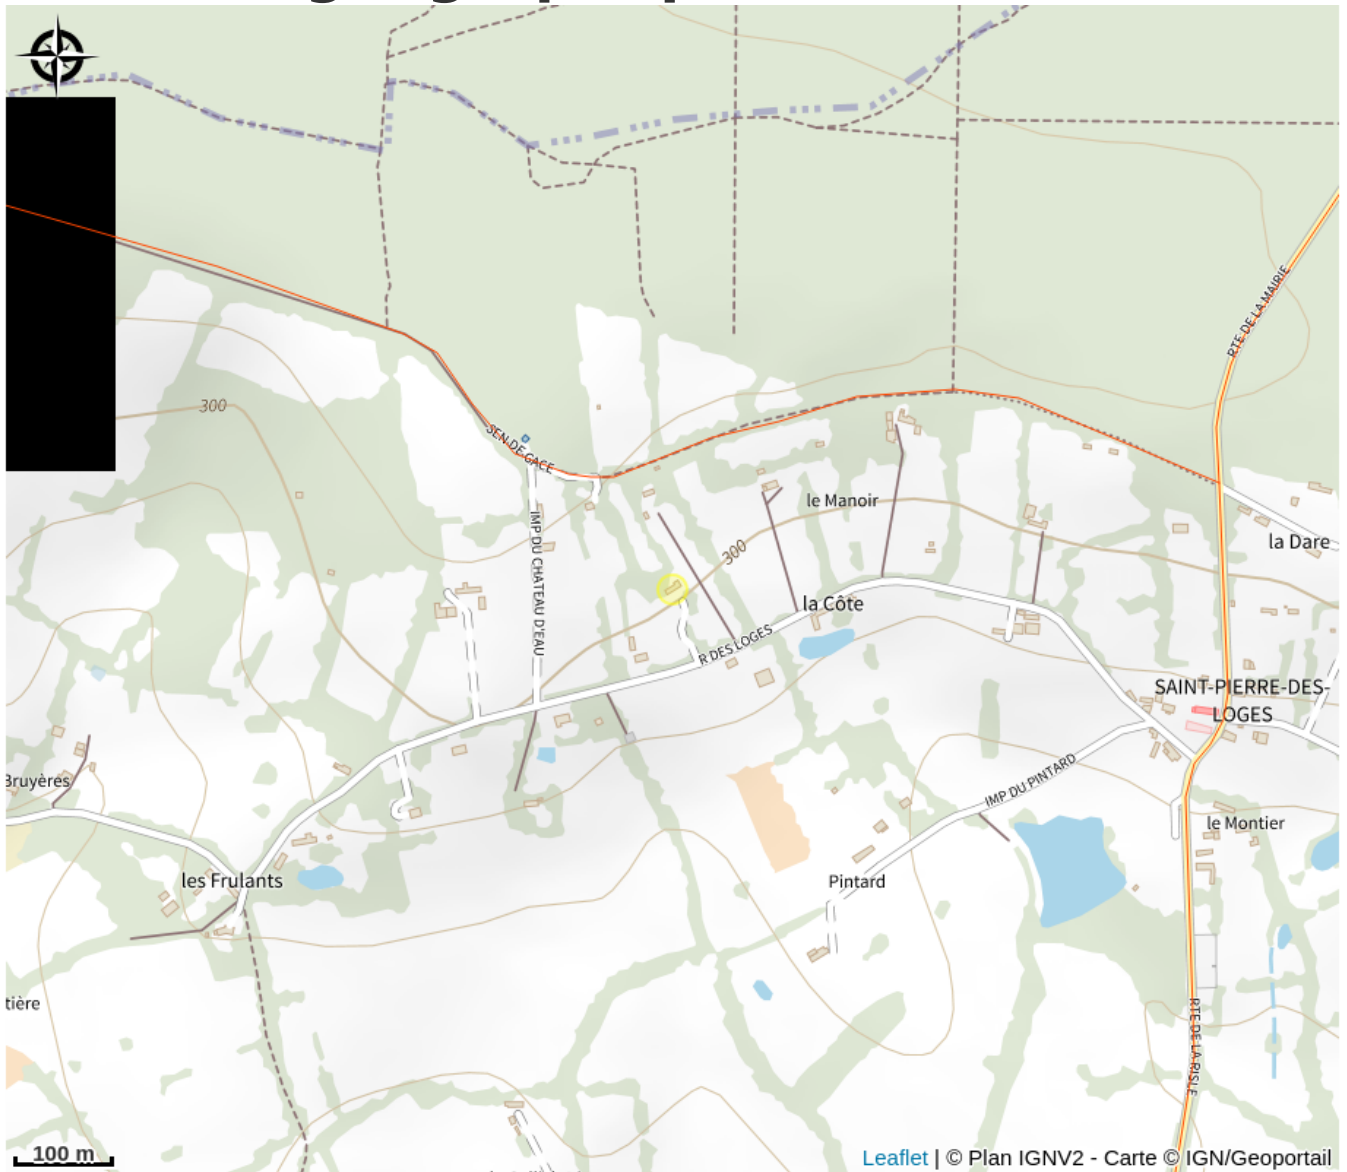 RTE DE LA MAIRIE
300
SEN DE GACE
le Manoir
IMP DU CHATEAU D'EAU
300
la Dare
la Côte
R DES LOGES
SAINT-PIERRE-DES-
LOGES
Bruyères
IMP DU PINTARD
le Montier
les Frulants
Pintard
tière
RTE DE LA RISLE
100 m
Leaflet | © Plan IGNV2 - Carte © IGN/Geoportail